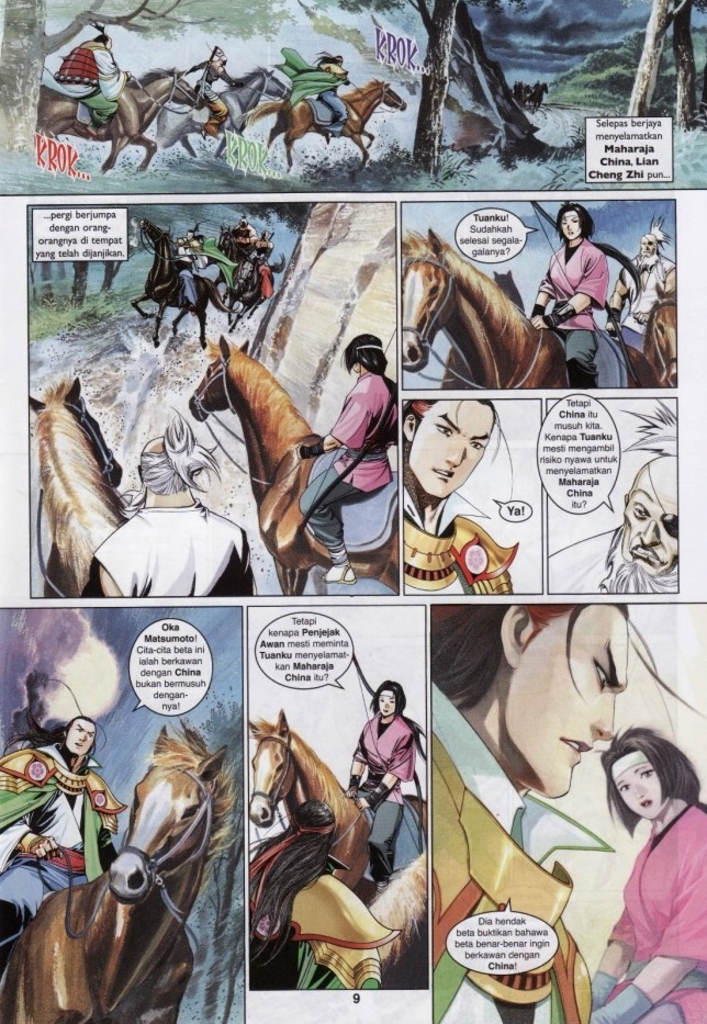 KROK...
KROK...
KROK...
Selepas berjaya
menyelamatkan
Maharaja
China, Lian
Cheng Zhi pun...
...pergi berjumpa
dengan orang-
orangnya di tempat
yang telah dijanjikan.
Tuanku!
Sudahkah
selesai segala-
galanya?
Ya!
Tetapi
China itu
musuh kita.
Kenapa Tuanku
mesti mengambil
risiko untuk
menyelamatkan
Maharaja
China itu?
Oka
Matsumoto!
Cita-cita beta ini
ialah berkawan
dengan China
bukan bermusuh
dengan-
nya!
Tetapi
kenapa Penjejak
Awan mesti meminta
Tuanku menyelamat-
kan Maharaja
China itu?
Dia hendak
beta buktikan bahawa
beta benar-benar ingin
berkawan dengan
China!
9